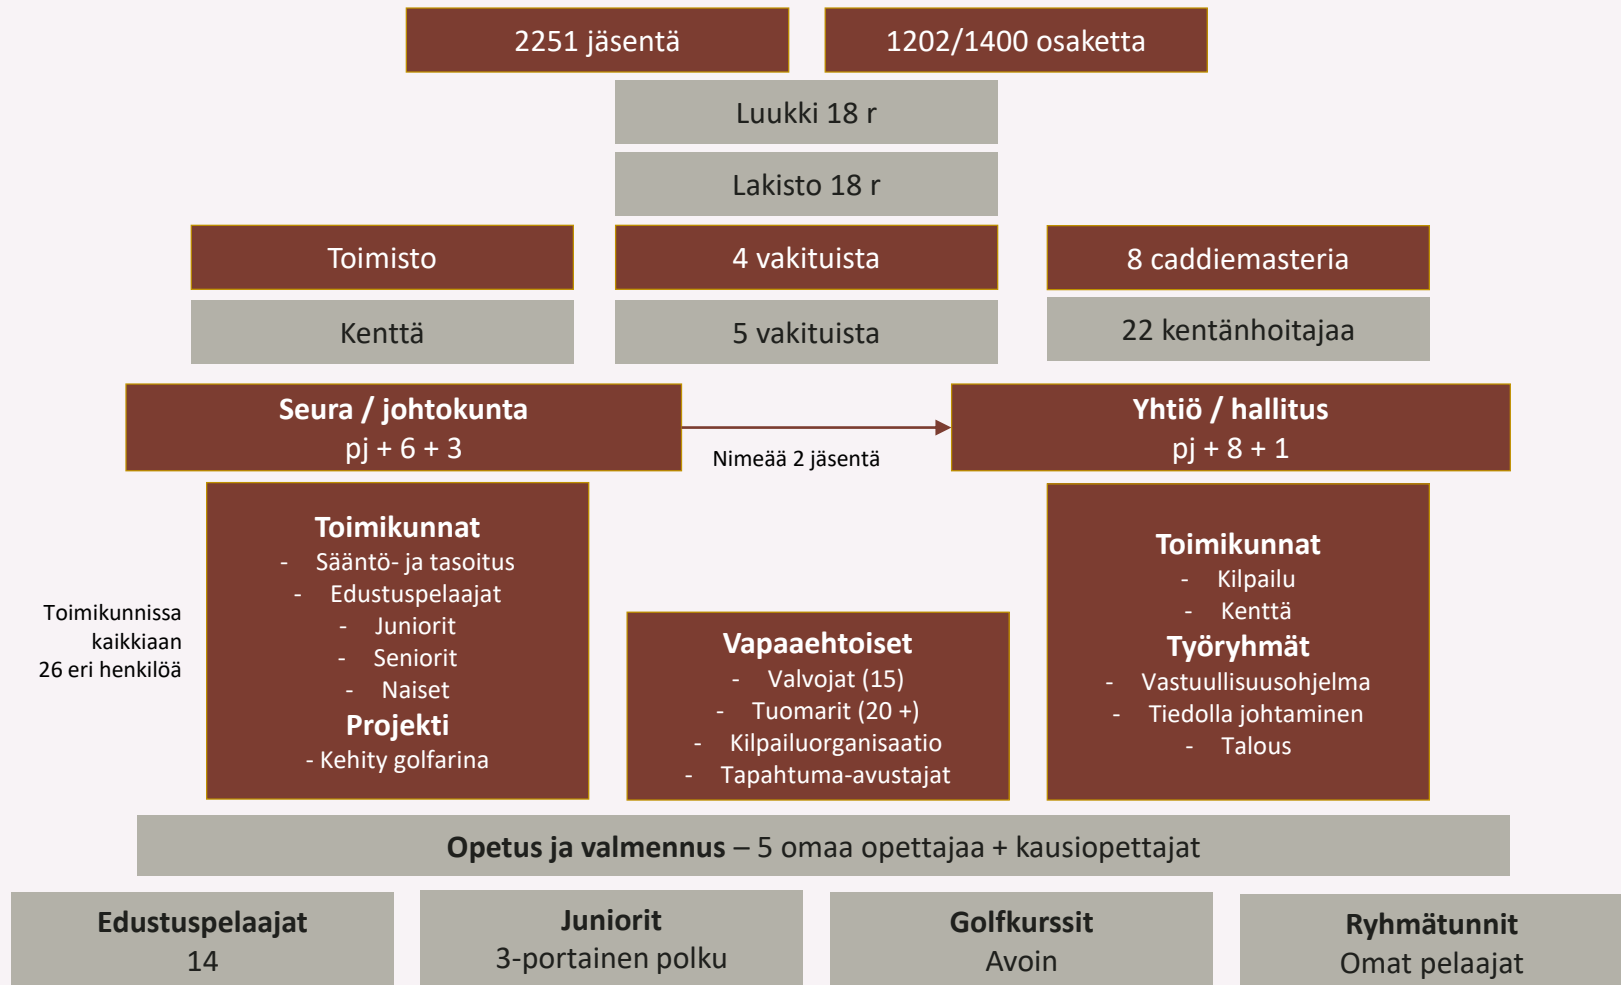 2251 jäsentä
1202/1400 osaketta
Luukki 18 r
Lakisto 18 r
Toimisto
4 vakituista
8 caddiemasteria
Kenttä
5 vakituista
22 kentänhoitajaa
Seura / johtokunta
pj + 6 + 3
Nimeää 2 jäsentä
Yhtiö / hallitus
pj + 8 + 1
Toimikunnissa
kaikkiaan
26 eri henkilöä
Toimikunnat
- Sääntö- ja tasoitus
- Edustuspelaajat
- Juniorit
- Seniorit
- Naiset
Projekti
- Kehity golfarina
Vapaaehtoiset
- Valvojat (15)
- Tuomarit (20 +)
- Kilpailuorganisaatio
- Tapahtuma-avustajat
Toimikunnat
- Kilpailu
- Kenttä
Työryhmät
- Vastuullisuusohjelma
- Tiedolla johtaminen
- Talous
Opetus ja valmennus – 5 omaa opettajaa + kausiopettajat
Edustuspelaajat
14
Juniorit
3-portainen polku
Golfkurssit
Avoin
Ryhmätunnit
Omat pelaajat